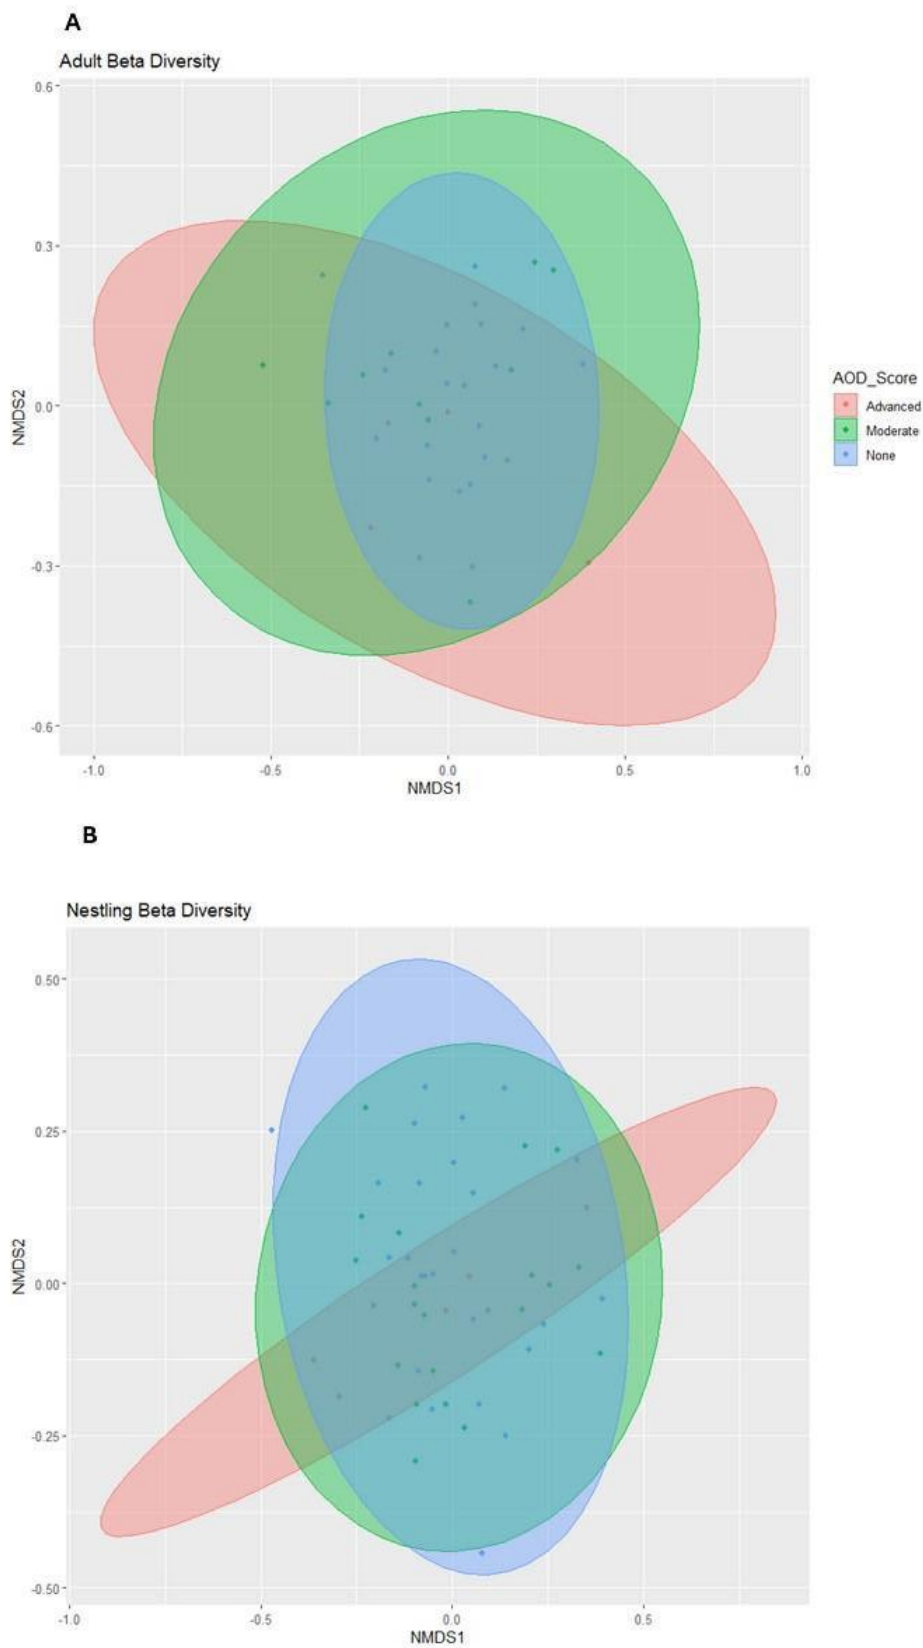 A
Adult Beta Diversity
0.6
0.3
0.0
-0.3
-0.6
NMDS2
-1.0 -0.5 0.0 0.5 1.0
NMDS1
AOD_Score
Advanced
Moderate
None
B
Nestling Beta Diversity
0.50
0.25
0.00
-0.25
-0.50
NMDS2
-1.0 -0.5 0.0 0.5
NMDS1